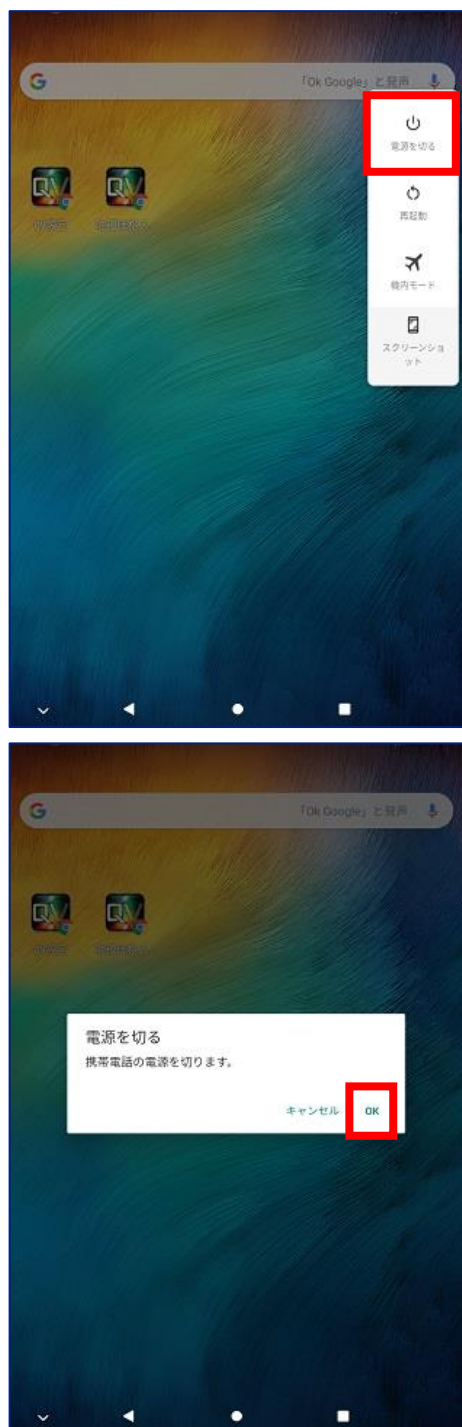 「Ok Google」と発声
電源を切る
再起動
機内モード
スクリーンショ
ット
「Ok Google」と発声
電源を切る
携帯電話の電源を切ります。
キャンセル OK